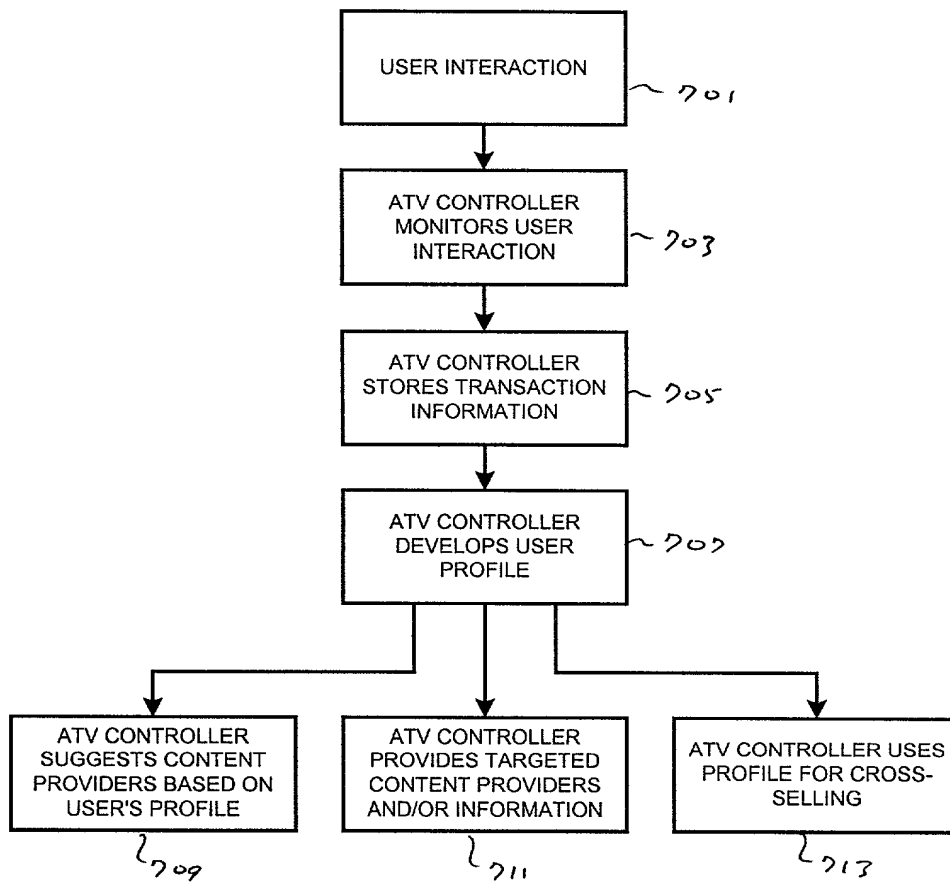 USER INTERACTION
701
ATV CONTROLLER
MONITORS USER
INTERACTION
703
ATV CONTROLLER
STORES TRANSACTION
INFORMATION
705
ATV CONTROLLER
DEVELOPS USER
PROFILE
707
ATV CONTROLLER
SUGGESTS CONTENT
PROVIDERS BASED ON
USER'S PROFILE
709
ATV CONTROLLER
PROVIDES TARGETED
CONTENT PROVIDERS
AND/OR INFORMATION
711
ATV CONTROLLER USES
PROFILE FOR CROSS-
SELLING
713